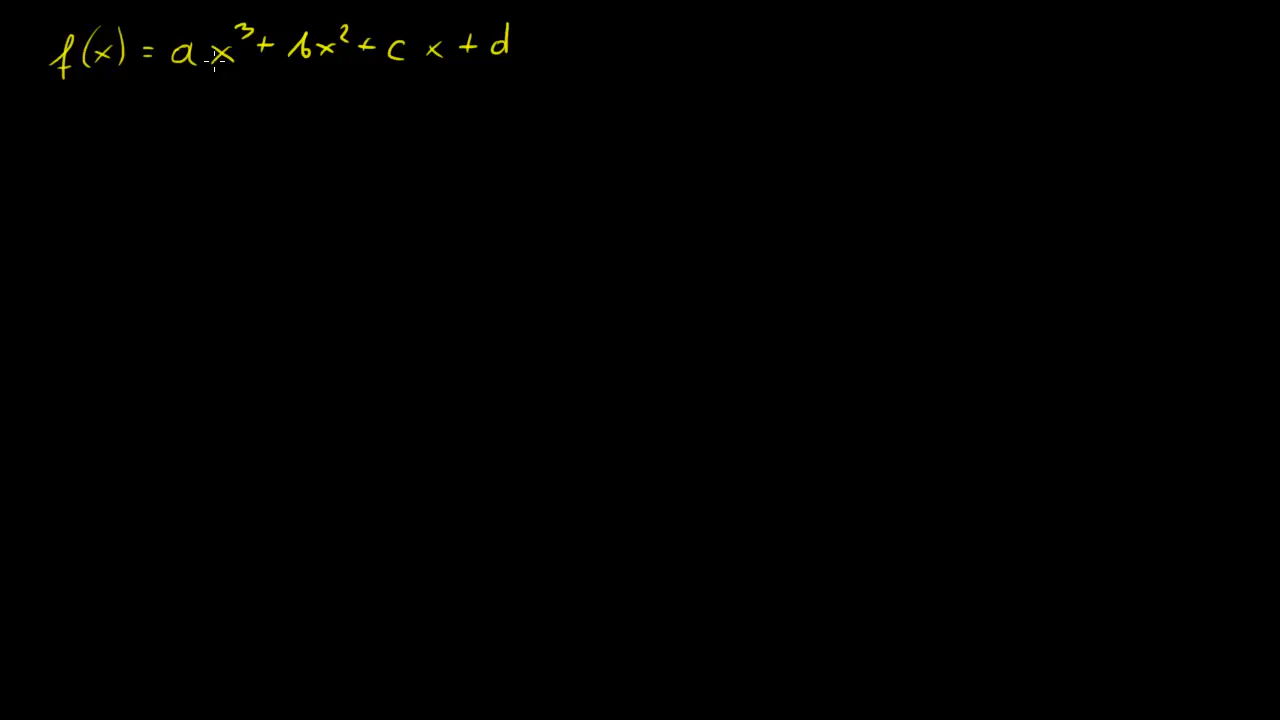 f(x) = ax³ + bx² + cx + d